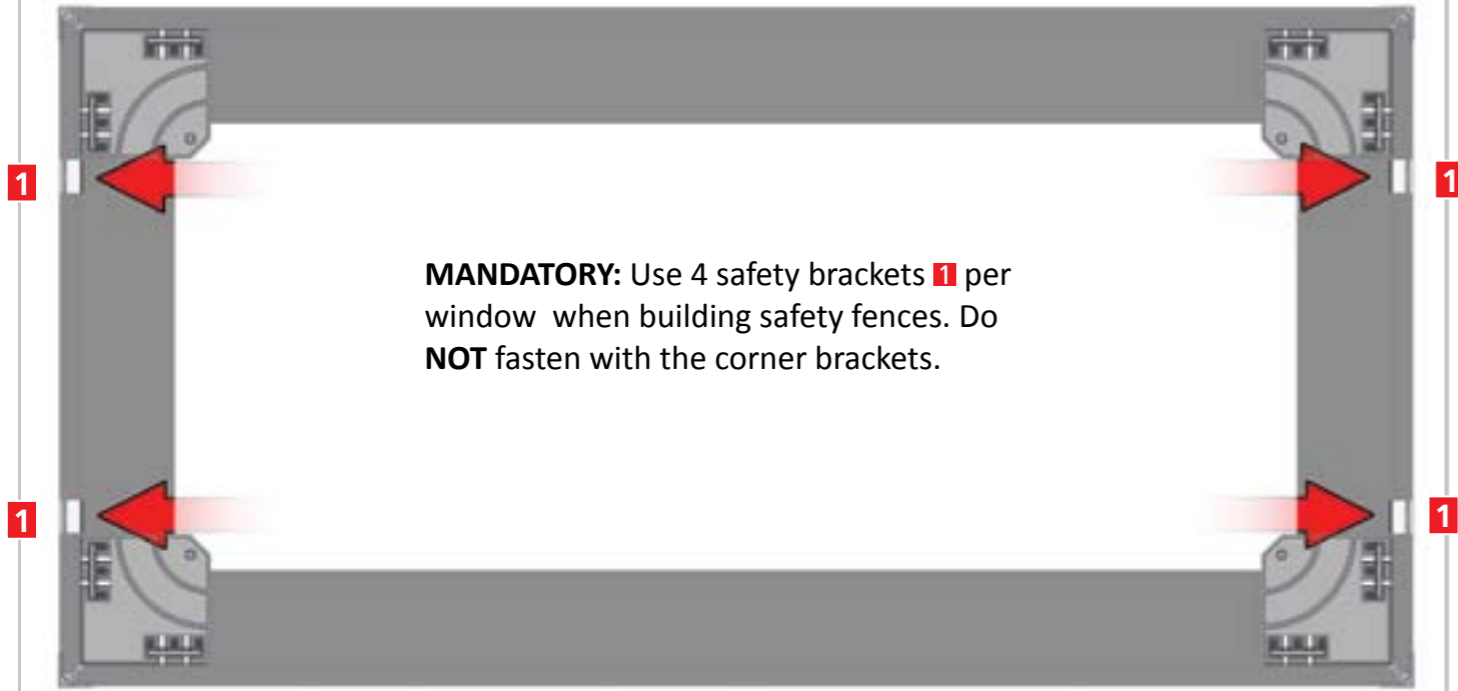 1
1
MANDATORY: Use 4 safety brackets 1 per
window  when building safety fences. Do
NOT fasten with the corner brackets.
1
1